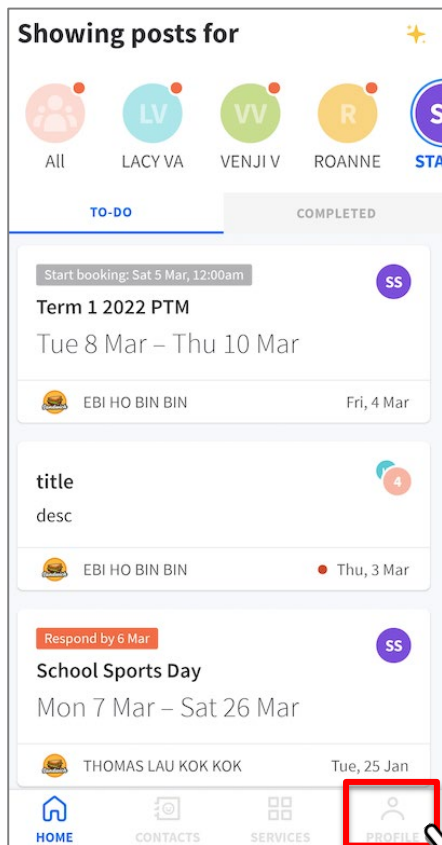 Showing posts for
LV VV R S
All LACY VA VENJI V ROANNE STA
TO-DO COMPLETED
Start booking: Sat 5 Mar, 12:00am
SS
Term 1 2022 PTM
Tue 8 Mar – Thu 10 Mar
EBI HO BIN BIN Fri, 4 Mar
title
4
desc
EBI HO BIN BIN Thu, 3 Mar
Respond by 6 Mar
SS
School Sports Day
Mon 7 Mar – Sat 26 Mar
THOMAS LAU KOK KOK Tue, 25 Jan
HOME CONTACTS SERVICES PROFILE